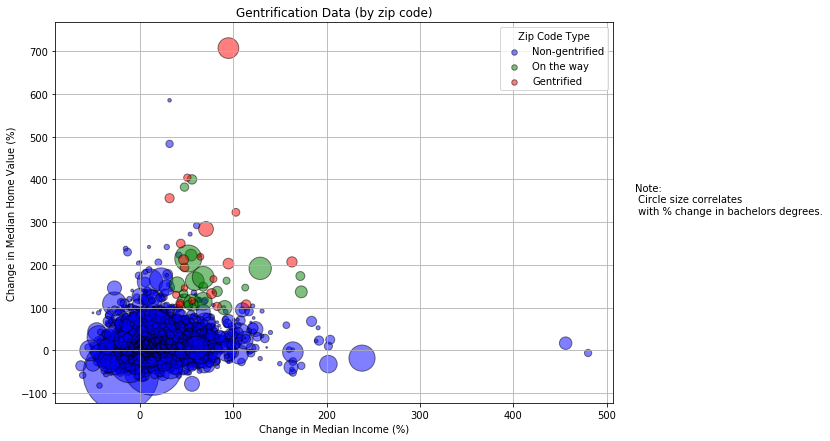 Gentrification Data (by zip code)
Change in Median Home Value (%)
700
600
500
400
300
200
100
0
−100
Zip Code Type
Non-gentrified
On the way
Gentrified
Note:
Circle size correlates
with % change in bachelors degrees.
0
100
200
300
400
500
Change in Median Income (%)